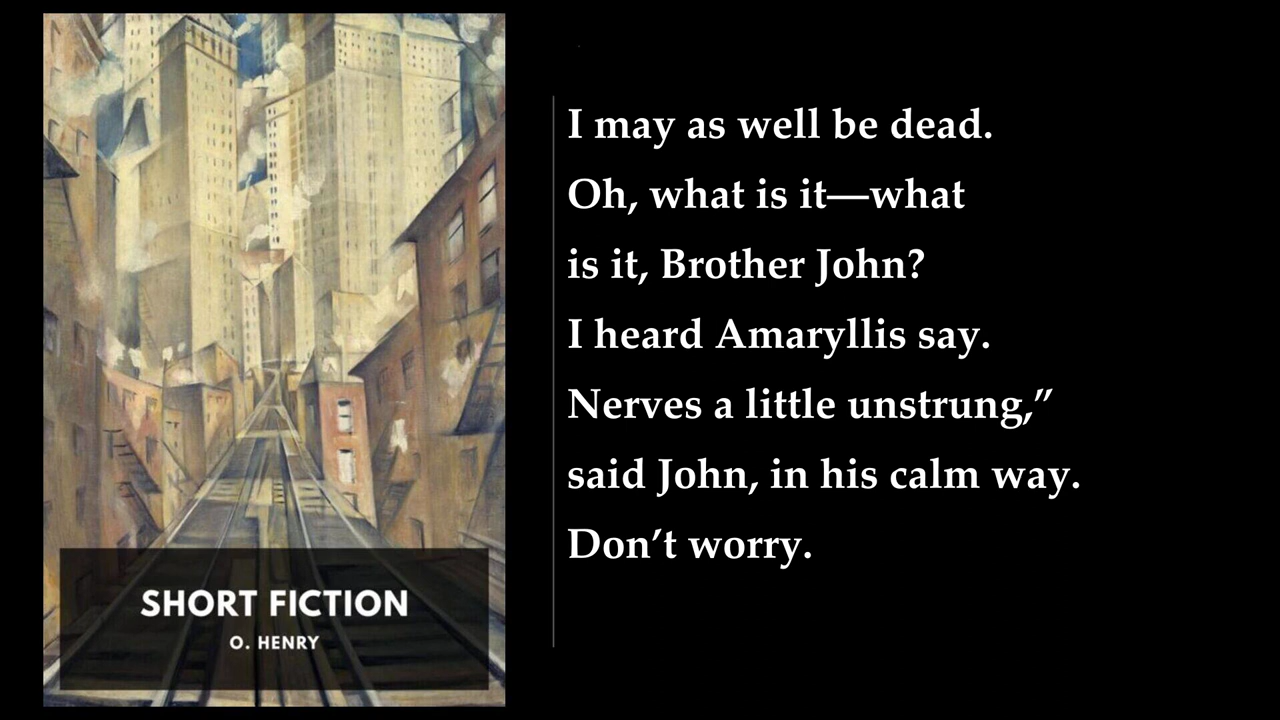 SHORT FICTION
O. HENRY
I may as well be dead.
Oh, what is it—what
is it, Brother John?
I heard Amaryllis say.
Nerves a little unstrung,”
said John, in his calm way.
Don’t worry.